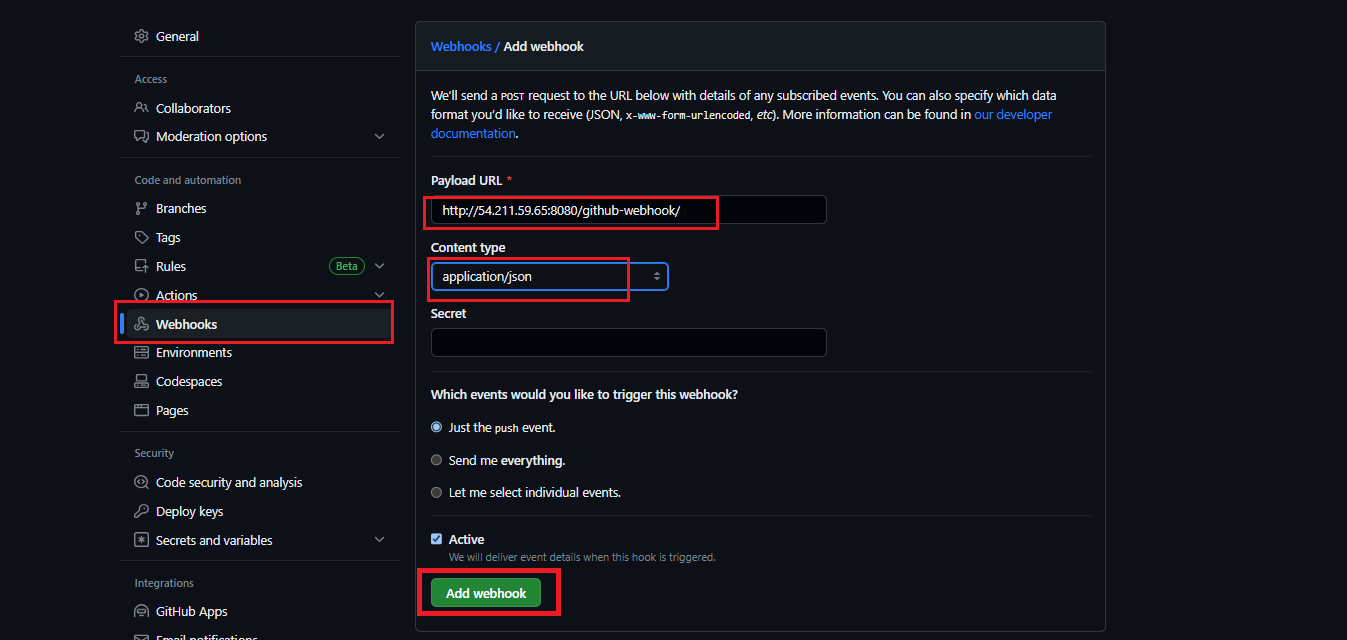 General
Access
Collaborators
Moderation options
Code and automation
Branches
Tags
Rules Beta
Actions
Webhooks
Environments
Codespaces
Pages
Security
Code security and analysis
Deploy keys
Secrets and variables
Integrations
GitHub Apps
Email notifications
Webhooks / Add webhook
We'll send a POST request to the URL below with details of any subscribed events. You can also specify which data
format you'd like to receive (JSON, x-www-form-urlencoded, etc). More information can be found in our developer
documentation.
Payload URL *
http://54.211.59.65:8080/github-webhook/
Content type
application/json
Secret
Which events would you like to trigger this webhook?
Just the push event.
Send me everything.
Let me select individual events.
Active
We will deliver event details when this hook is triggered.
Add webhook